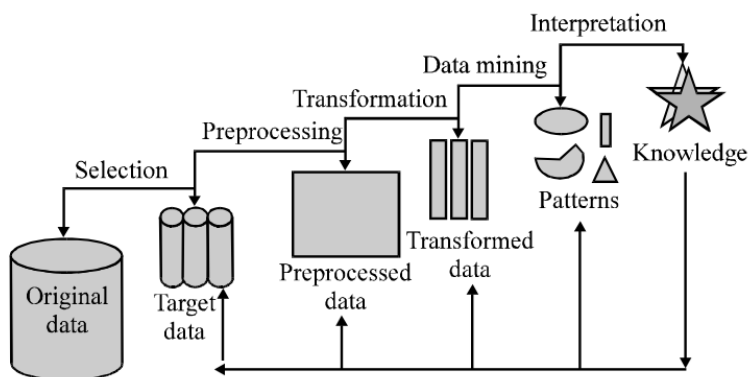 Interpretation
Data mining
Transformation
Preprocessing
Selection
Knowledge
Patterns
Transformed
data
Preprocessed
data
Target
data
Original
data